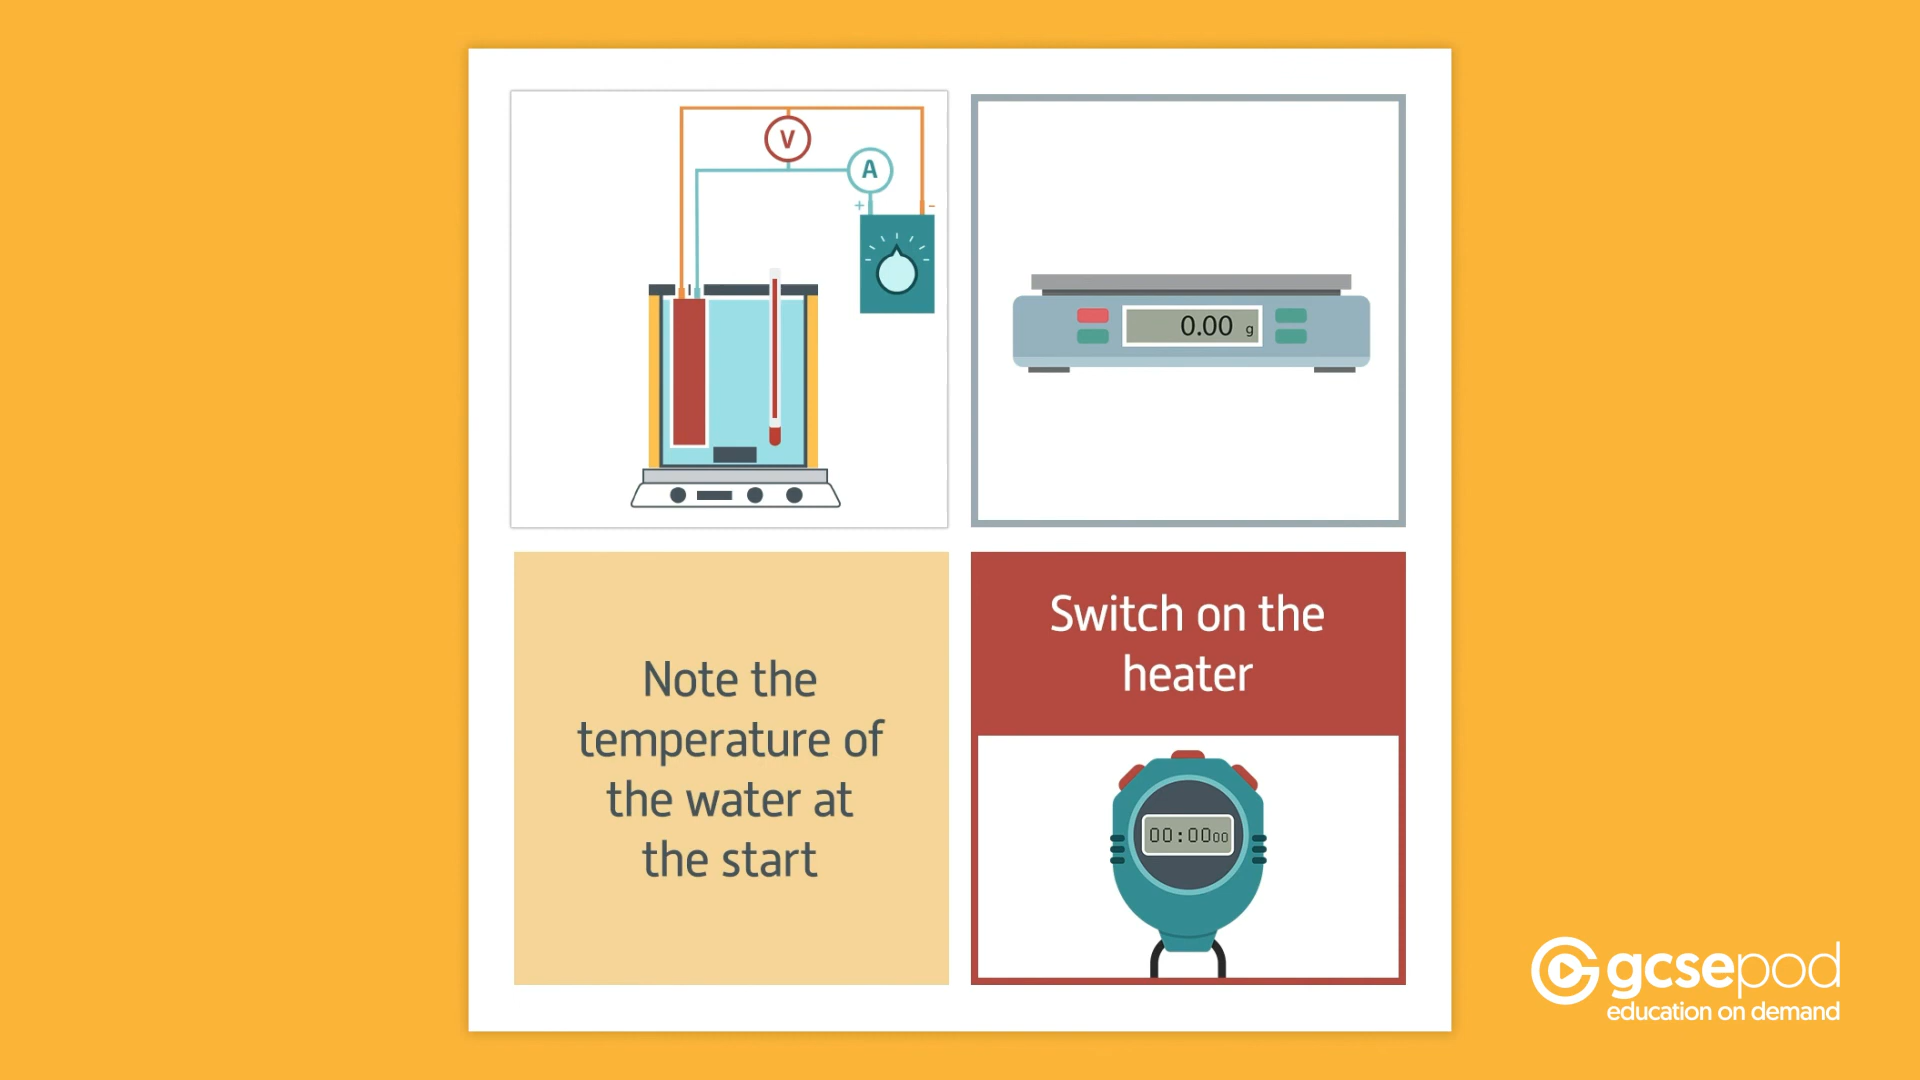 V
A
+ -
0.00 g
Note the
temperature of
the water at
the start
Switch on the
heater
00:0000
gcsepod
education on demand